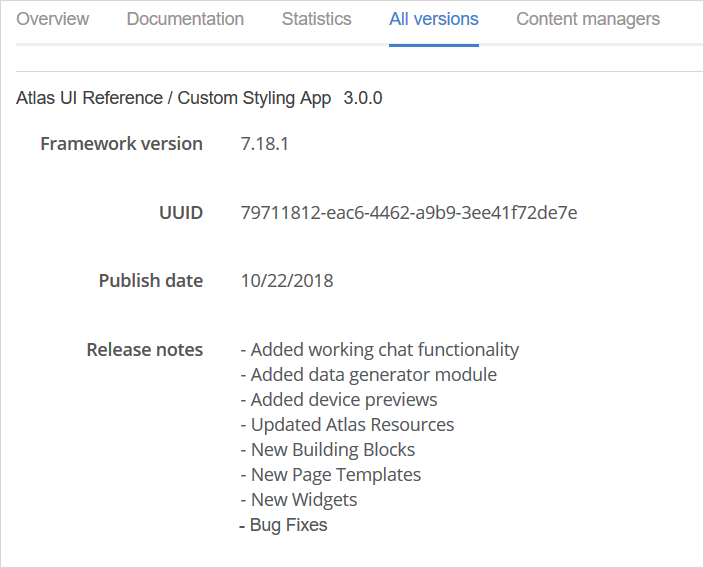 Overview Documentation Statistics All versions Content managers
Atlas UI Reference / Custom Styling App 3.0.0
Framework version 7.18.1
UUID 79711812-eac6-4462-a9b9-3ee41f72de7e
Publish date 10/22/2018
Release notes - Added working chat functionality
- Added data generator module
- Added device previews
- Updated Atlas Resources
- New Building Blocks
- New Page Templates
- New Widgets
- Bug Fixes